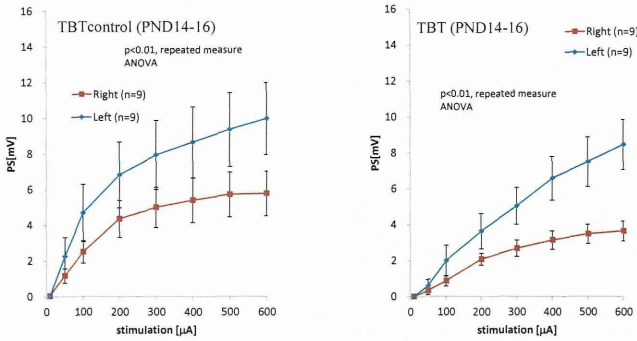 TBTcontrol (PND14-16)
p<0.01, repeated measure
ANOVA
Right (n=9)
Left (n=9)
PS[mV]
16
14
12
10
8
6
4
2
0
0 100 200 300 400 500 600
stimulation [μA]
TBT (PND14-16)
Right (n=9)
Left (n=9)
p<0.01, repeated measure
ANOVA
PS[mV]
16
14
12
10
8
6
4
2
0
0 100 200 300 400 500 600
stimulation [μA]